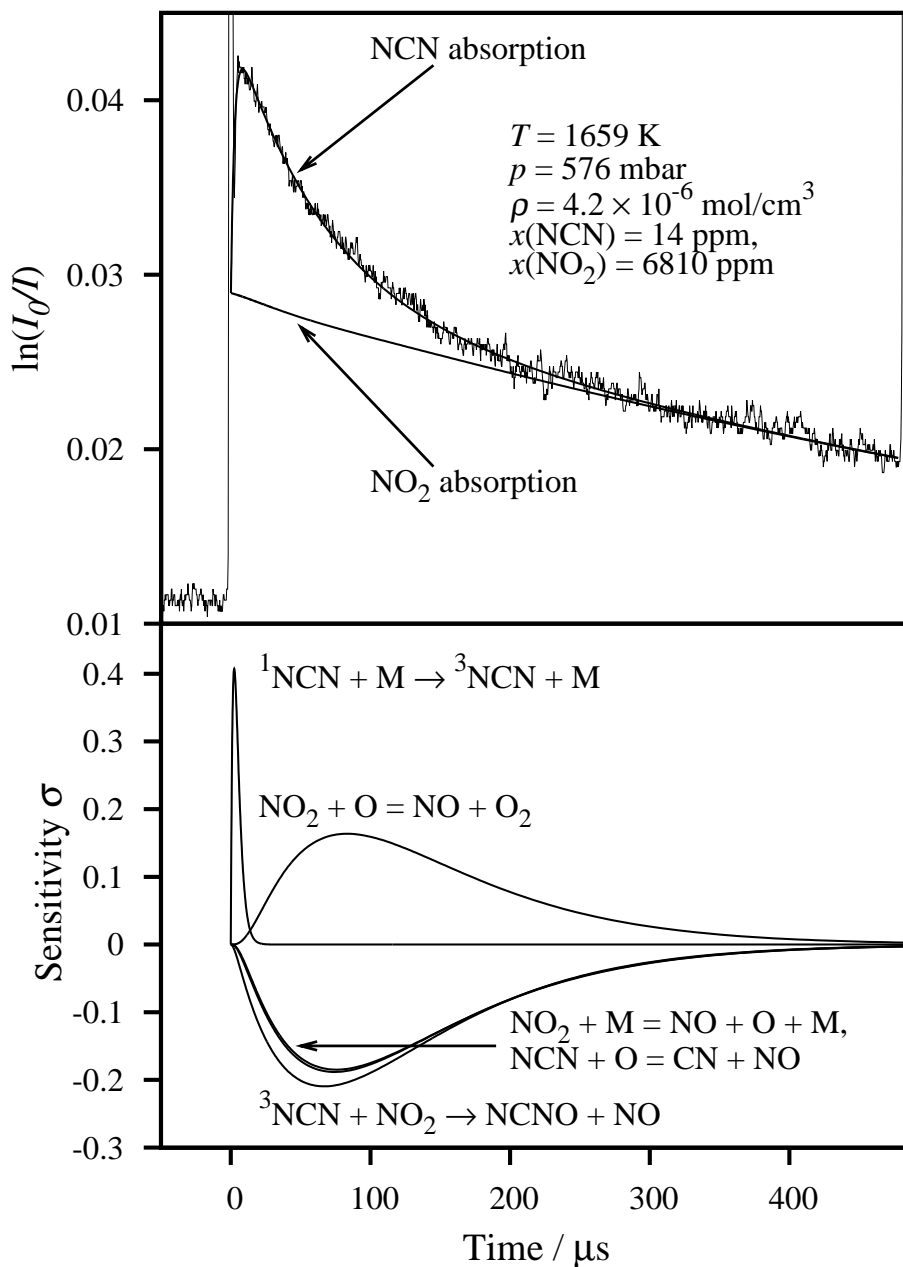 NCN absorption
0.04
T = 1659 K
p = 576 mbar
ρ = 4.2 × 10⁻⁶ mol/cm³
x(NCN) = 14 ppm,
x(NO₂) = 6810 ppm
0.03
ln(I₀/I)
0.02
NO₂ absorption
0.01
¹NCN + M → ³NCN + M
0.4
0.2
NO₂ + O = NO + O₂
0.1
Sensitivity σ
0
-0.1
NO₂ + M = NO + O + M,
NCN + O = CN + NO
-0.2
³NCN + NO₂ → NCNO + NO
-0.3
0 100 200 300 400
Time / μs